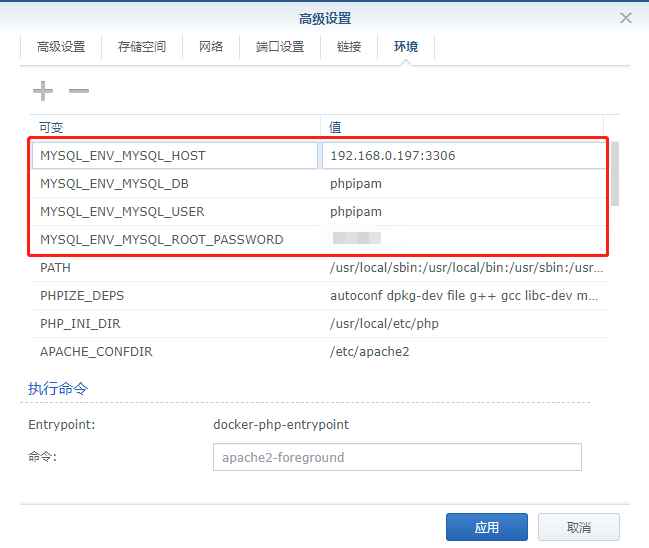 高级设置
高级设置 存储空间 网络 端口设置 链接 环境
可变 值
MYSQL_ENV_MYSQL_HOST 192.168.0.197:3306
MYSQL_ENV_MYSQL_DB phpipam
MYSQL_ENV_MYSQL_USER phpipam
MYSQL_ENV_MYSQL_ROOT_PASSWORD
PATH /usr/local/sbin:/usr/local/bin:/usr/sbin:/usr...
PHPIZE_DEPS autoconf dpkg-dev file g++ gcc libc-dev m...
PHP_INI_DIR /usr/local/etc/php
APACHE_CONFDIR /etc/apache2
执行命令
Entrypoint: docker-php-entrypoint
命令: apache2-foreground
应用 取消